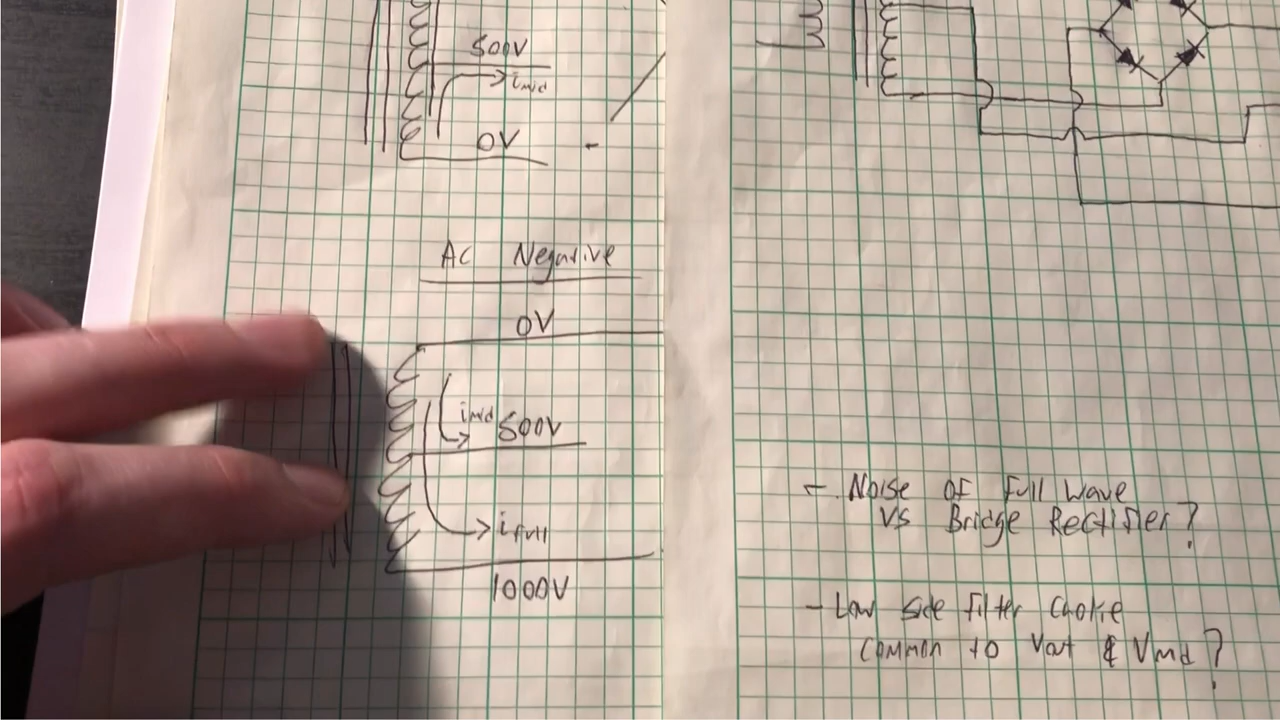 500V
imid
0V
-
AC Negative
0V
imid 500V
ifull
1000V
- Noise of full wave
vs Bridge Rectifier?
- Low side filter choke
common to Vout & Vmid?